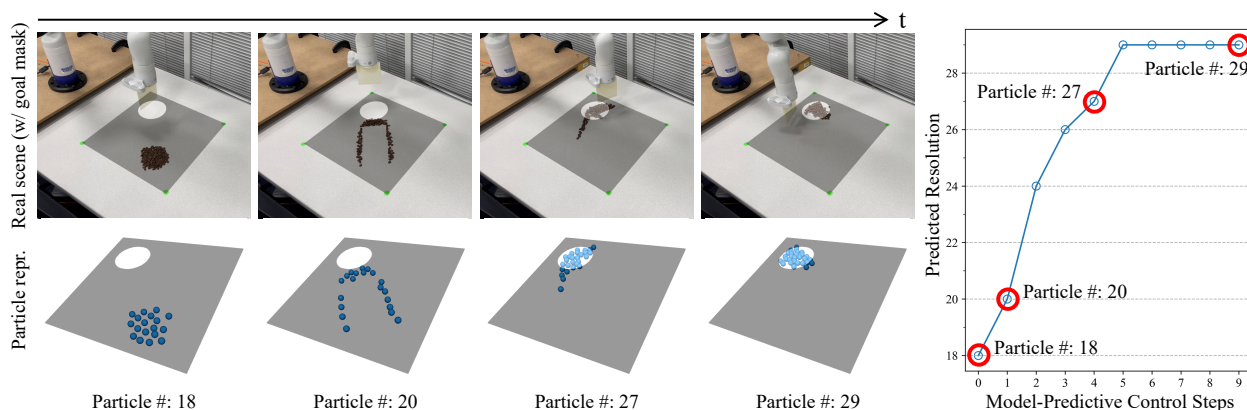 t
Real scene (w/ goal mask)
Particle repr.
Particle #: 18
Particle #: 20
Particle #: 27
Particle #: 29
Predicted Resolution
28
26
24
22
20
18
Particle #: 29
Particle #: 27
Particle #: 20
Particle #: 18
0 1 2 3 4 5 6 7 8 9
Model-Predictive Control Steps